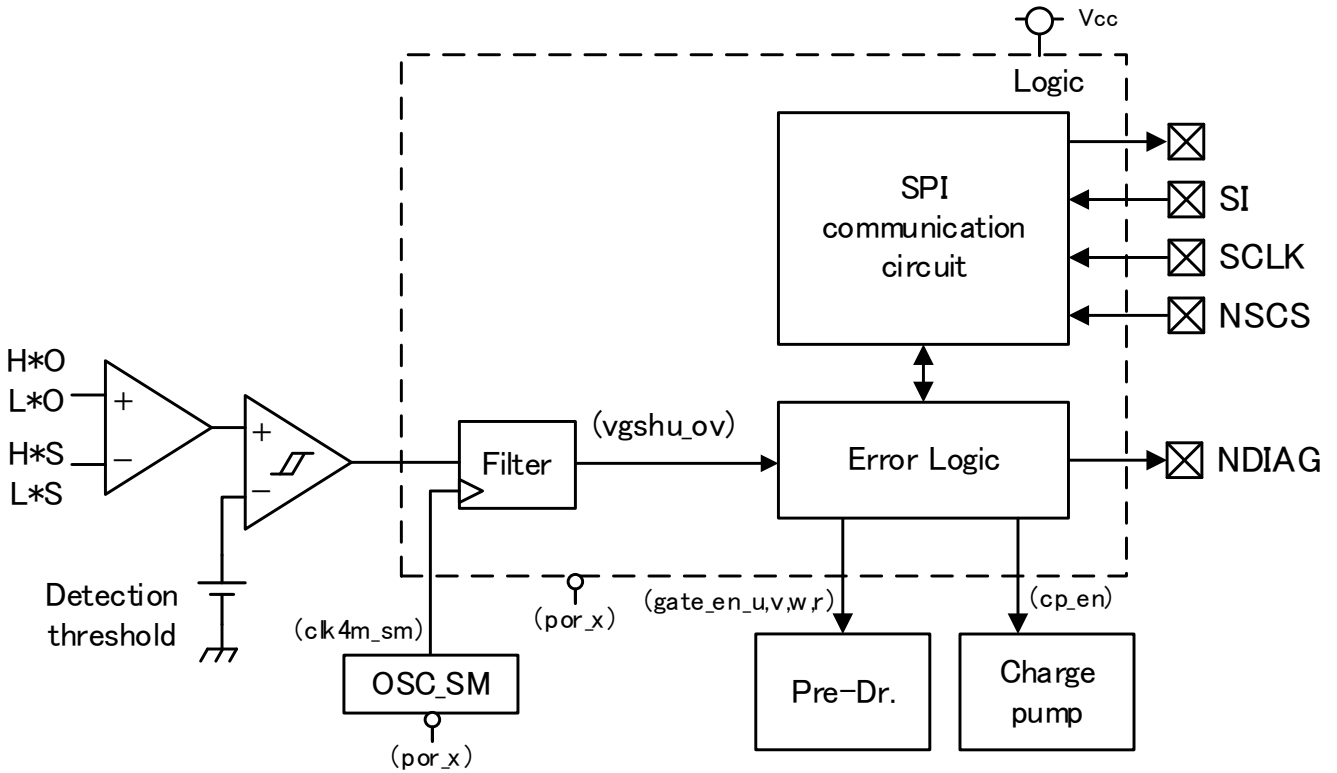 Vcc
Logic
SPI
communication
circuit
SI
SCLK
NSCS
H*O
L*O
H*S
L*S
+
−
+
−
Filter
(vgshu_ov)
Error Logic
NDIAG
Detection
threshold
(clk4m_sm)
(por_x)
(gate_en_u,v,w,r)
(cp_en)
OSC_SM
(por_x)
Pre-Dr.
Charge
pump